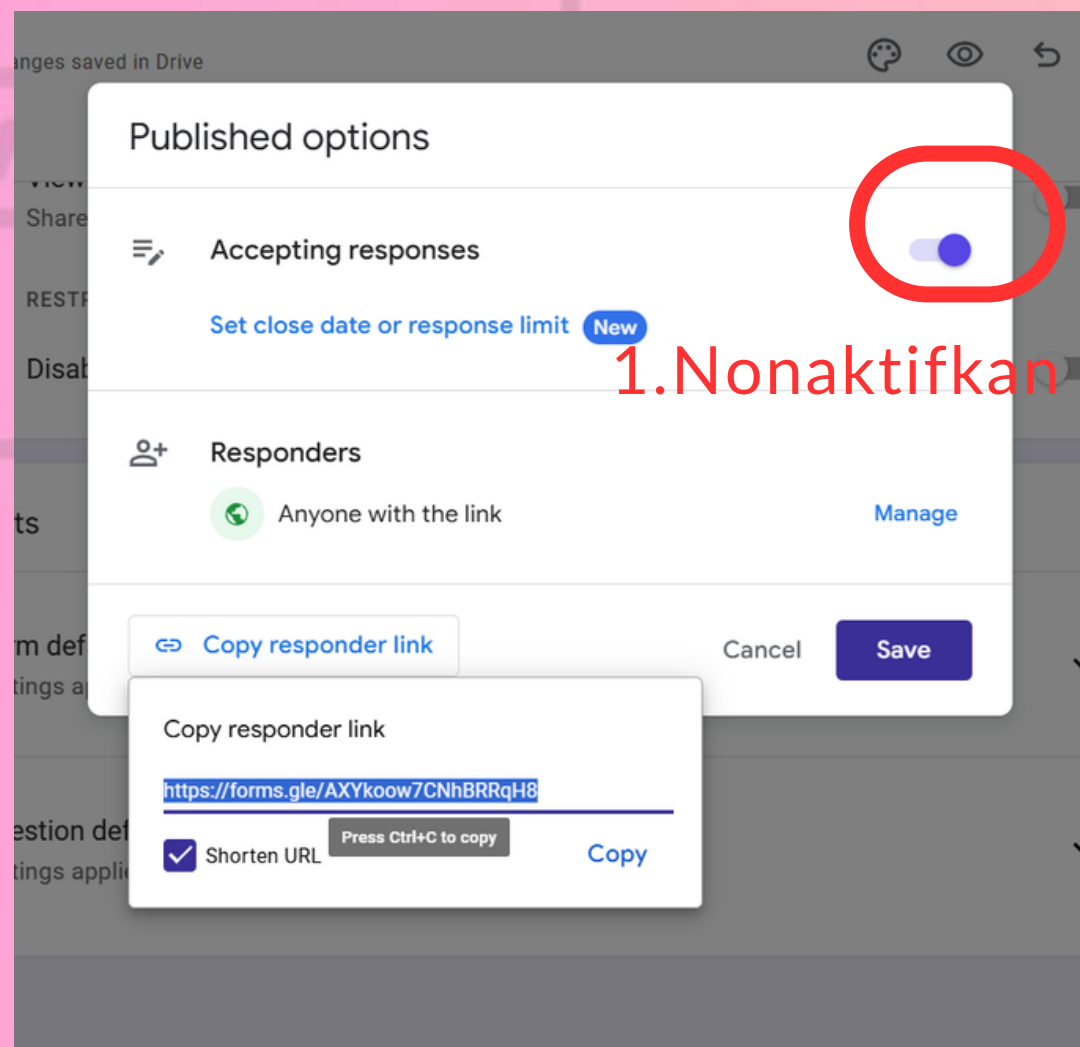 anges saved in Drive
Published options
View
Share
Accepting responses
RESTR
Set close date or response limit New
1.Nonaktifkan
Disab
Responders
Anyone with the link
Manage
ts
rm def
Copy responder link
Cancel
Save
tings ap
Copy responder link
https://forms.gle/AXYkoow7CNhBRRqH8
estion def
Press Ctrl+C to copy
Shorten URL
Copy
tings applie